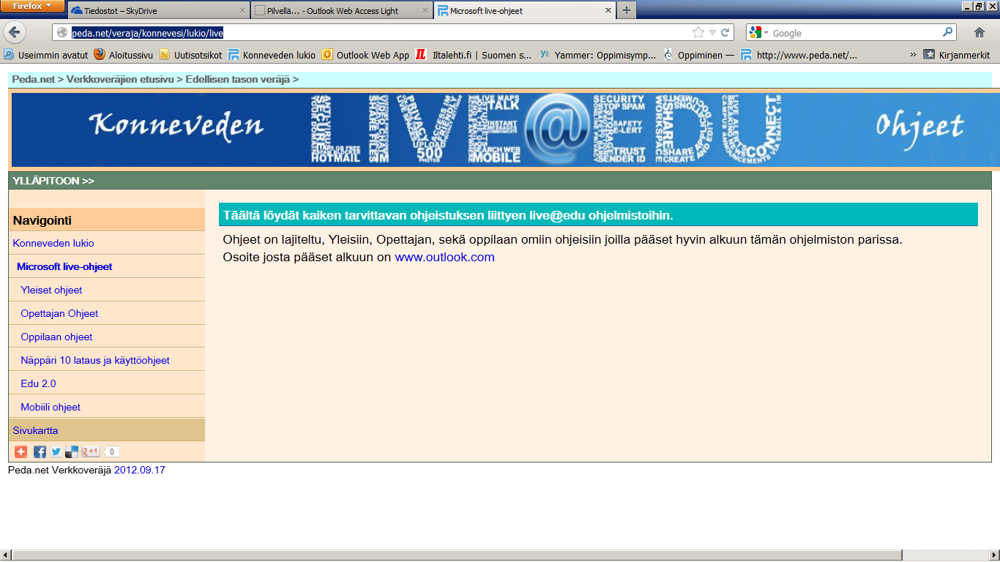 Firefox
Tiedostot – SkyDrive
Pilvellä... - Outlook Web Access Light
Microsoft live-ohjeet
peda.net/veraja/konnevesi/lukio/live
Google
Useimmin avatut
Aloitussivu
Uutisotsikot
Konneveden lukio
Outlook Web App
Iltalehti.fi | Suomen s...
Yammer: Oppimisymp...
Oppiminen —
http://www.peda.net/...
»
Kirjanmerkit
Peda.net > Verkkoveräjien etusivu > Edellisen tason veräjä >
Konneveden
LIVE@EDU
Ohjeet
YLLÄPITOON >>
Navigointi
Konneveden lukio
Microsoft live-ohjeet
Yleiset ohjeet
Opettajan Ohjeet
Oppilaan ohjeet
Näppäri 10 lataus ja käyttöohjeet
Edu 2.0
Mobiili ohjeet
Sivukartta
+1
0
Täältä löydät kaiken tarvittavan ohjeistuksen liittyen live@edu ohjelmistoihin.
Ohjeet on lajiteltu, Yleisiin, Opettajan, sekä oppilaan omiin ohjeisiin joilla pääset hyvin alkuun tämän ohjelmiston parissa.
Osoite josta pääset alkuun on www.outlook.com
Peda.net Verkkoveräjä 2012.09.17